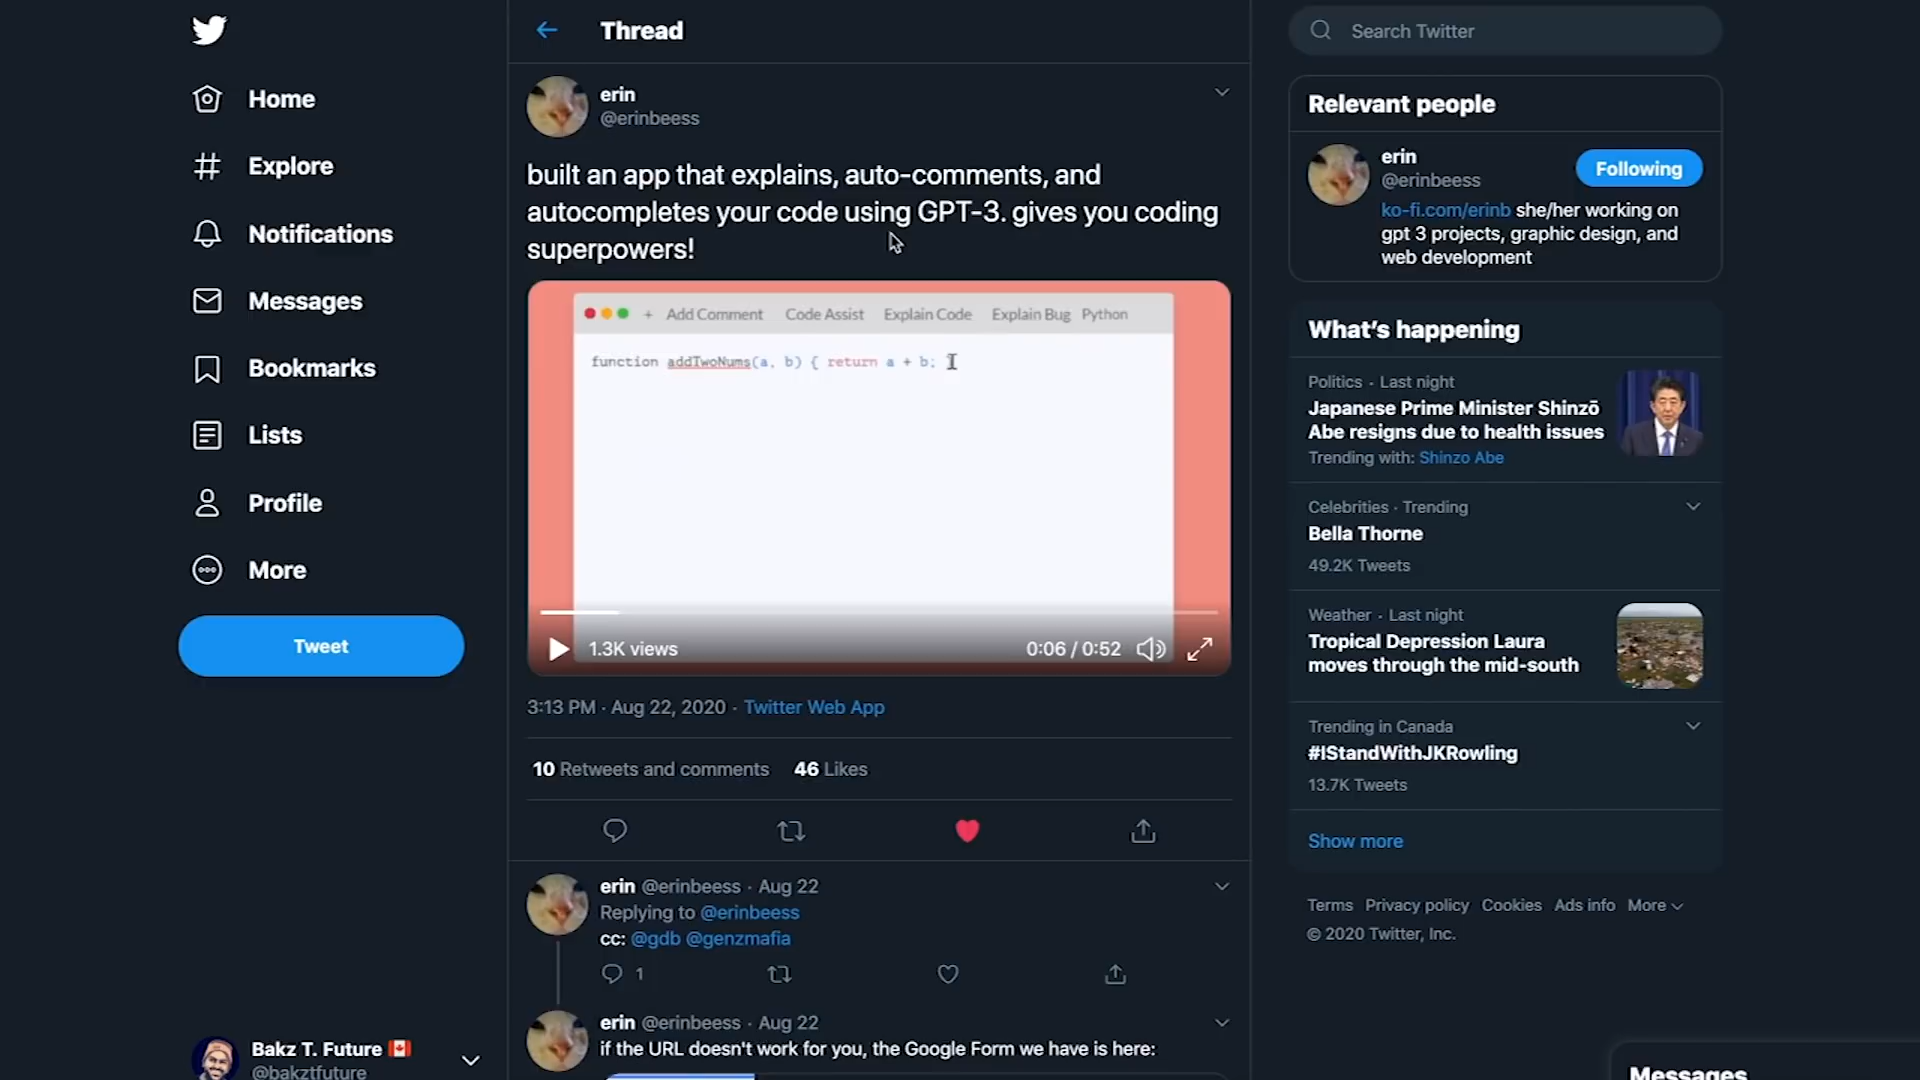 Home
Explore
Notifications
Messages
Bookmarks
Lists
Profile
More
Tweet
Bakz T. Future
@bakztfuture
Thread
erin
@erinbeess
built an app that explains, auto-comments, and
autocompletes your code using GPT-3. gives you coding
superpowers!
+ Add Comment Code Assist Explain Code Explain Bug Python
function addTwoNums(a, b) { return a + b;
1.3K views 0:06 / 0:52
3:13 PM · Aug 22, 2020 · Twitter Web App
10 Retweets and comments 46 Likes
erin @erinbeess · Aug 22
Replying to @erinbeess
cc: @gdb @genzmafia
1
erin @erinbeess · Aug 22
if the URL doesn't work for you, the Google Form we have is here:
Search Twitter
Relevant people
erin
@erinbeess
Following
ko-fi.com/erinb she/her working on
gpt 3 projects, graphic design, and
web development
What's happening
Politics · Last night
Japanese Prime Minister Shinzō
Abe resigns due to health issues
Trending with: Shinzo Abe
Celebrities · Trending
Bella Thorne
49.2K Tweets
Weather · Last night
Tropical Depression Laura
moves through the mid-south
Trending in Canada
#IStandWithJKRowling
13.7K Tweets
Show more
Terms Privacy policy Cookies Ads info More
© 2020 Twitter, Inc.
Messages